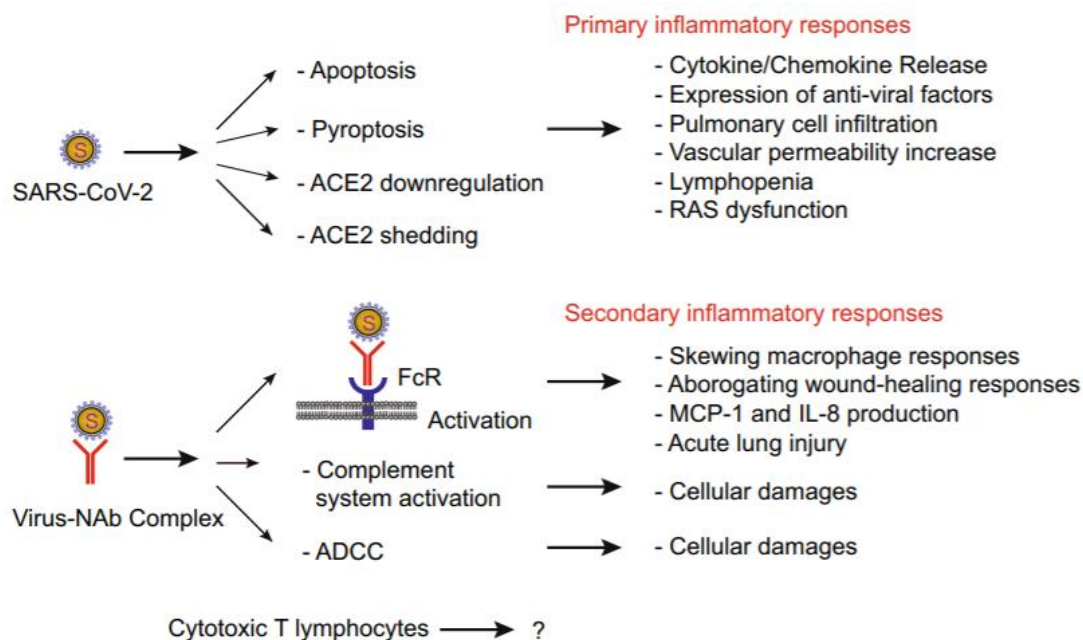 Primary inflammatory responses
- Apoptosis
- Pyroptosis
- ACE2 downregulation
- ACE2 shedding
S
SARS-CoV-2
- Cytokine/Chemokine Release
- Expression of anti-viral factors
- Pulmonary cell infiltration
- Vascular permeability increase
- Lymphopenia
- RAS dysfunction
Secondary inflammatory responses
S
FcR
Activation
- Skewing macrophage responses
- Aborogating wound-healing responses
- MCP-1 and IL-8 production
- Acute lung injury
S
Virus-NAb Complex
- Complement
system activation
- Cellular damages
- ADCC
- Cellular damages
Cytotoxic T lymphocytes
?